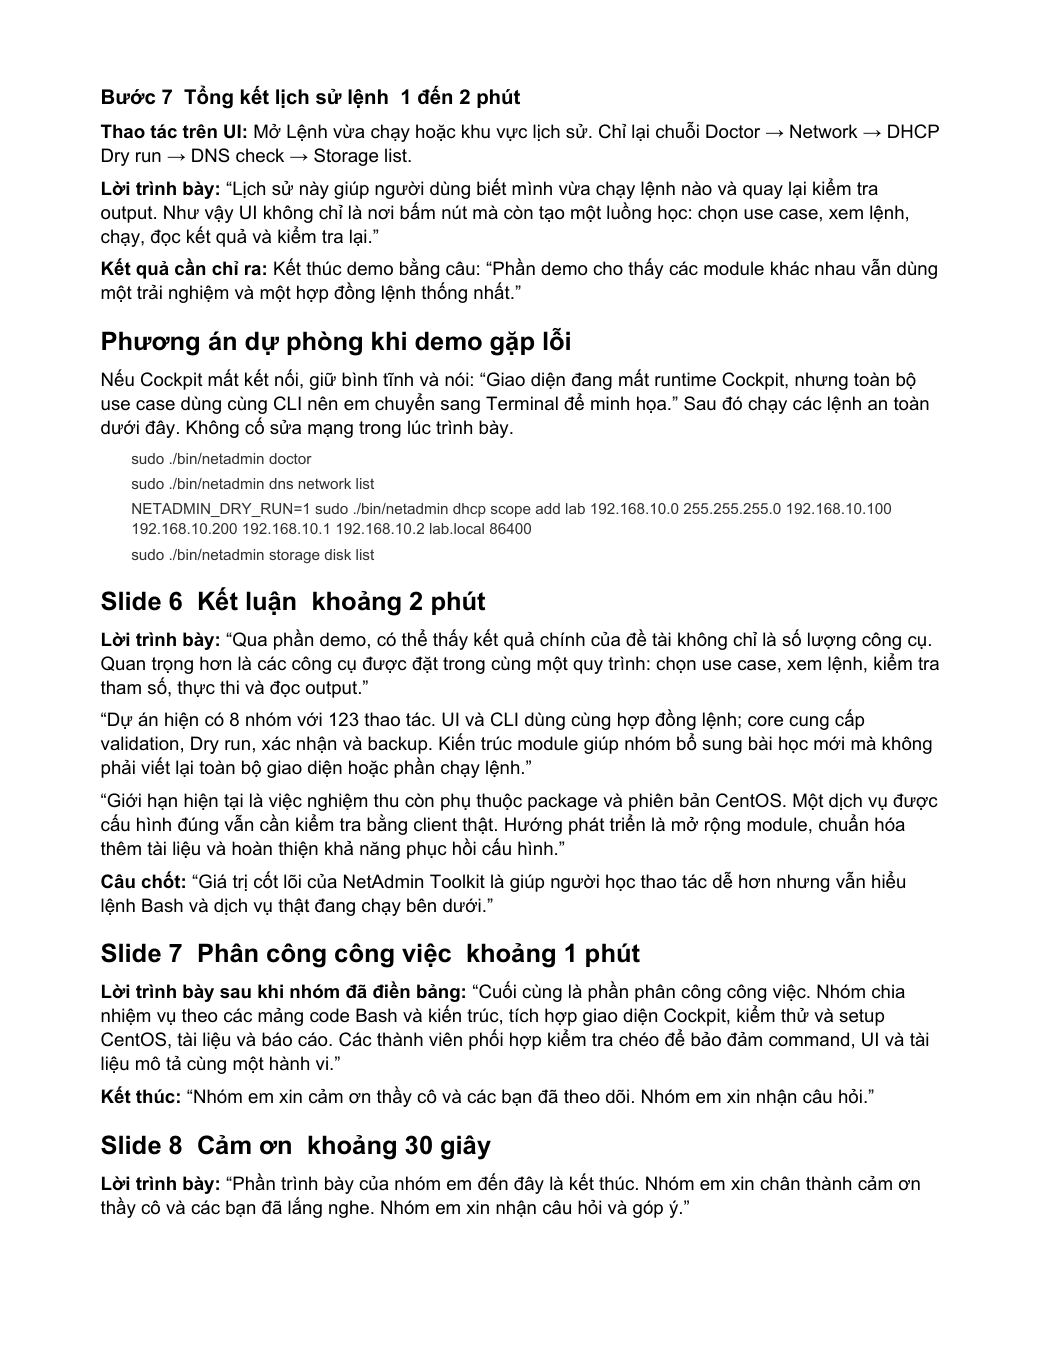 Bước 7  Tổng kết lịch sử lệnh  1 đến 2 phút
Thao tác trên UI: Mở Lệnh vừa chạy hoặc khu vực lịch sử. Chỉ lại chuỗi Doctor → Network → DHCP
Dry run → DNS check → Storage list.
Lời trình bày: “Lịch sử này giúp người dùng biết mình vừa chạy lệnh nào và quay lại kiểm tra
output. Như vậy UI không chỉ là nơi bấm nút mà còn tạo một luồng học: chọn use case, xem lệnh,
chạy, đọc kết quả và kiểm tra lại.”
Kết quả cần chỉ ra: Kết thúc demo bằng câu: “Phần demo cho thấy các module khác nhau vẫn dùng
một trải nghiệm và một hợp đồng lệnh thống nhất.”
Phương án dự phòng khi demo gặp lỗi
Nếu Cockpit mất kết nối, giữ bình tĩnh và nói: “Giao diện đang mất runtime Cockpit, nhưng toàn bộ
use case dùng cùng CLI nên em chuyển sang Terminal để minh họa.” Sau đó chạy các lệnh an toàn
dưới đây. Không cố sửa mạng trong lúc trình bày.
sudo ./bin/netadmin doctor
sudo ./bin/netadmin dns network list
NETADMIN_DRY_RUN=1 sudo ./bin/netadmin dhcp scope add lab 192.168.10.0 255.255.255.0 192.168.10.100
192.168.10.200 192.168.10.1 192.168.10.2 lab.local 86400
sudo ./bin/netadmin storage disk list
Slide 6  Kết luận  khoảng 2 phút
Lời trình bày: “Qua phần demo, có thể thấy kết quả chính của đề tài không chỉ là số lượng công cụ.
Quan trọng hơn là các công cụ được đặt trong cùng một quy trình: chọn use case, xem lệnh, kiểm tra
tham số, thực thi và đọc output.”
“Dự án hiện có 8 nhóm với 123 thao tác. UI và CLI dùng cùng hợp đồng lệnh; core cung cấp
validation, Dry run, xác nhận và backup. Kiến trúc module giúp nhóm bổ sung bài học mới mà không
phải viết lại toàn bộ giao diện hoặc phần chạy lệnh.”
“Giới hạn hiện tại là việc nghiệm thu còn phụ thuộc package và phiên bản CentOS. Một dịch vụ được
cấu hình đúng vẫn cần kiểm tra bằng client thật. Hướng phát triển là mở rộng module, chuẩn hóa
thêm tài liệu và hoàn thiện khả năng phục hồi cấu hình.”
Câu chốt: “Giá trị cốt lõi của NetAdmin Toolkit là giúp người học thao tác dễ hơn nhưng vẫn hiểu
lệnh Bash và dịch vụ thật đang chạy bên dưới.”
Slide 7  Phân công công việc  khoảng 1 phút
Lời trình bày sau khi nhóm đã điền bảng: “Cuối cùng là phần phân công công việc. Nhóm chia
nhiệm vụ theo các mảng code Bash và kiến trúc, tích hợp giao diện Cockpit, kiểm thử và setup
CentOS, tài liệu và báo cáo. Các thành viên phối hợp kiểm tra chéo để bảo đảm command, UI và tài
liệu mô tả cùng một hành vi.”
Kết thúc: “Nhóm em xin cảm ơn thầy cô và các bạn đã theo dõi. Nhóm em xin nhận câu hỏi.”
Slide 8  Cảm ơn  khoảng 30 giây
Lời trình bày: “Phần trình bày của nhóm em đến đây là kết thúc. Nhóm em xin chân thành cảm ơn
thầy cô và các bạn đã lắng nghe. Nhóm em xin nhận câu hỏi và góp ý.”